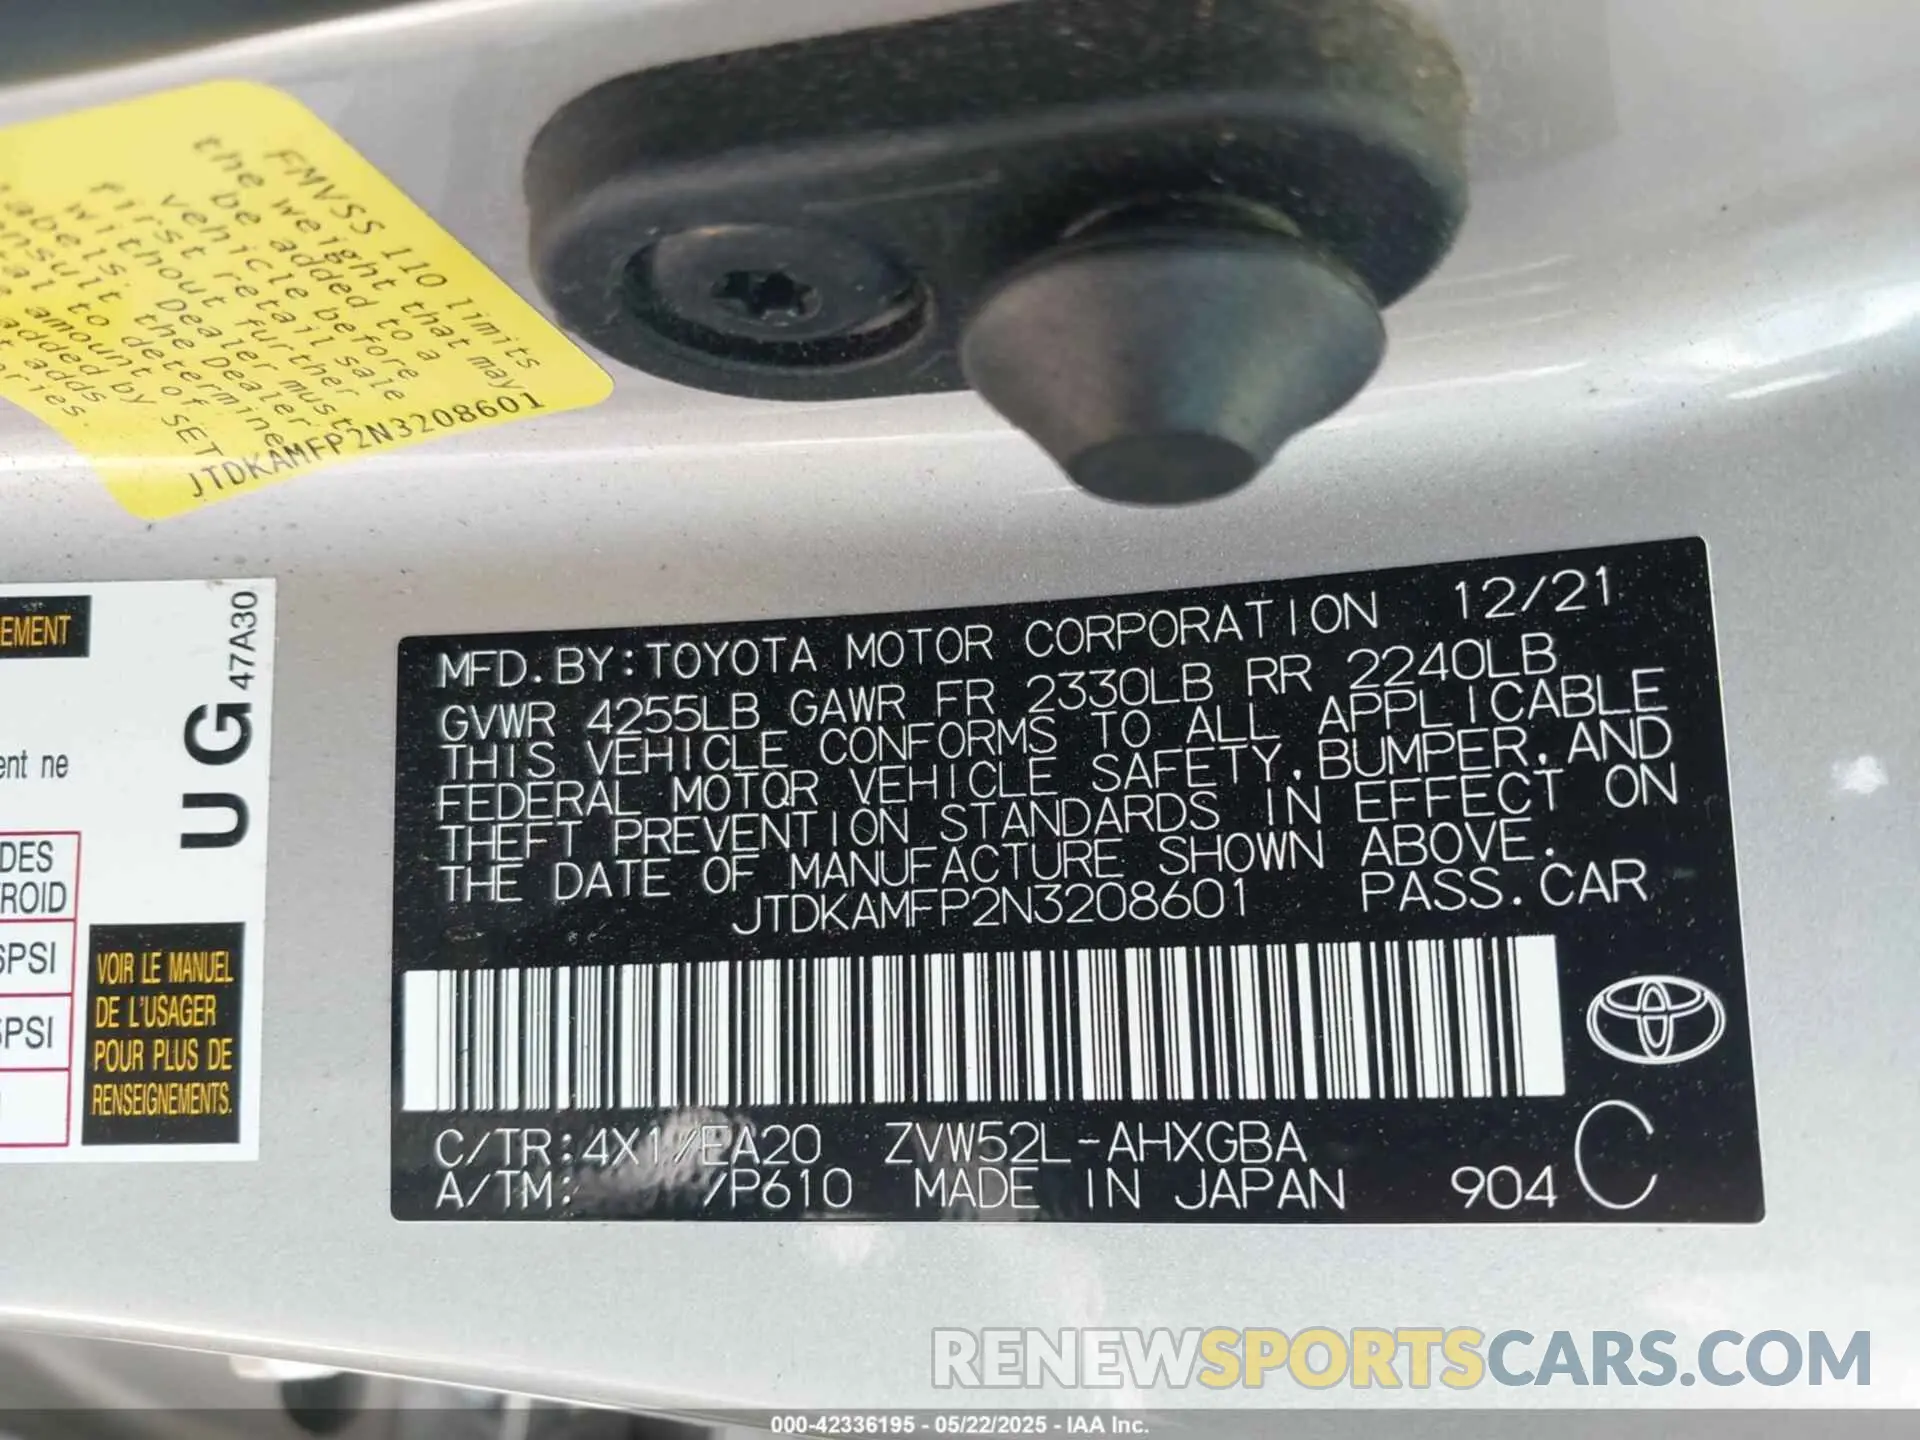 FMVSS 110 limits
the weight that may
be added to a
vehicle before
first retail sale
without further
labels. Dealer must
the Dealer
to determine
amount of
added by SET
adds
JTDKAMFP2N3208601
EMENT
UG
47A30
ent ne
DES
ROID
PSI
PSI
VOIR LE MANUEL
DE L'USAGER
POUR PLUS DE
RENSEIGNEMENTS.
MFD.BY:TOYOTA MOTOR CORPORATION 12/21
GVWR 4255LB GAWR FR 2330LB RR 2240LB
THIS VEHICLE CONFORMS TO ALL APPLICABLE
FEDERAL MOTOR VEHICLE SAFETY,BUMPER,AND
THEFT PREVENTION STANDARDS IN EFFECT ON
THE DATE OF MANUFACTURE SHOWN ABOVE.
JTDKAMFP2N3208601 PASS.CAR
C/TR:4X1/EA20 ZVW52L-AHXGBA
A/TM: /P610 MADE IN JAPAN 904 C
RENEWSPORTSCARS.COM
000-42336195 - 05/22/2025 - IAA Inc.